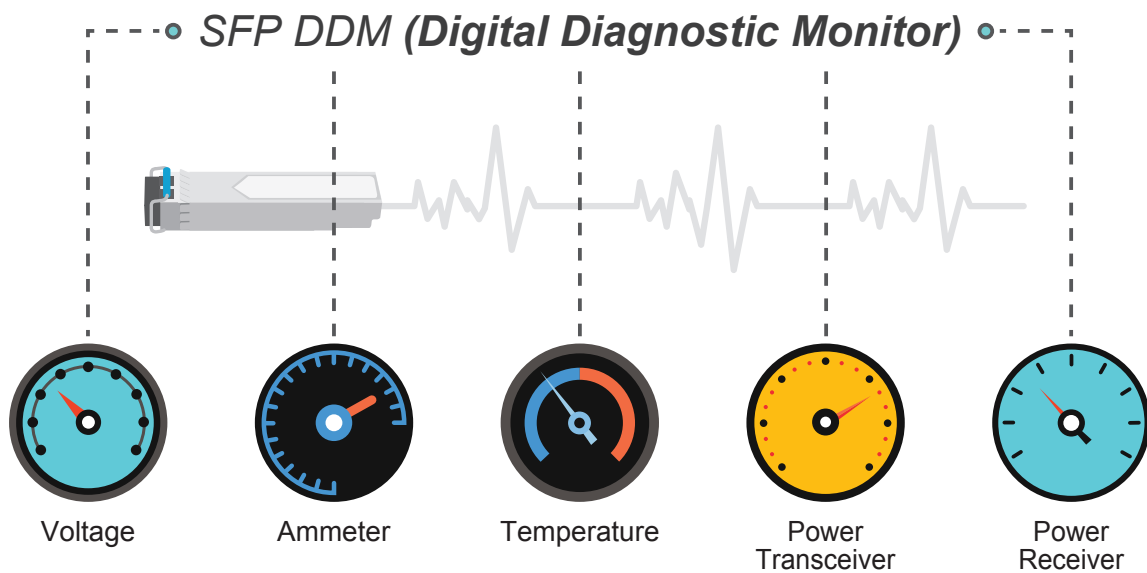 SFP DDM (Digital Diagnostic Monitor)
Voltage
Ammeter
Temperature
Power
Transceiver
Power
Receiver